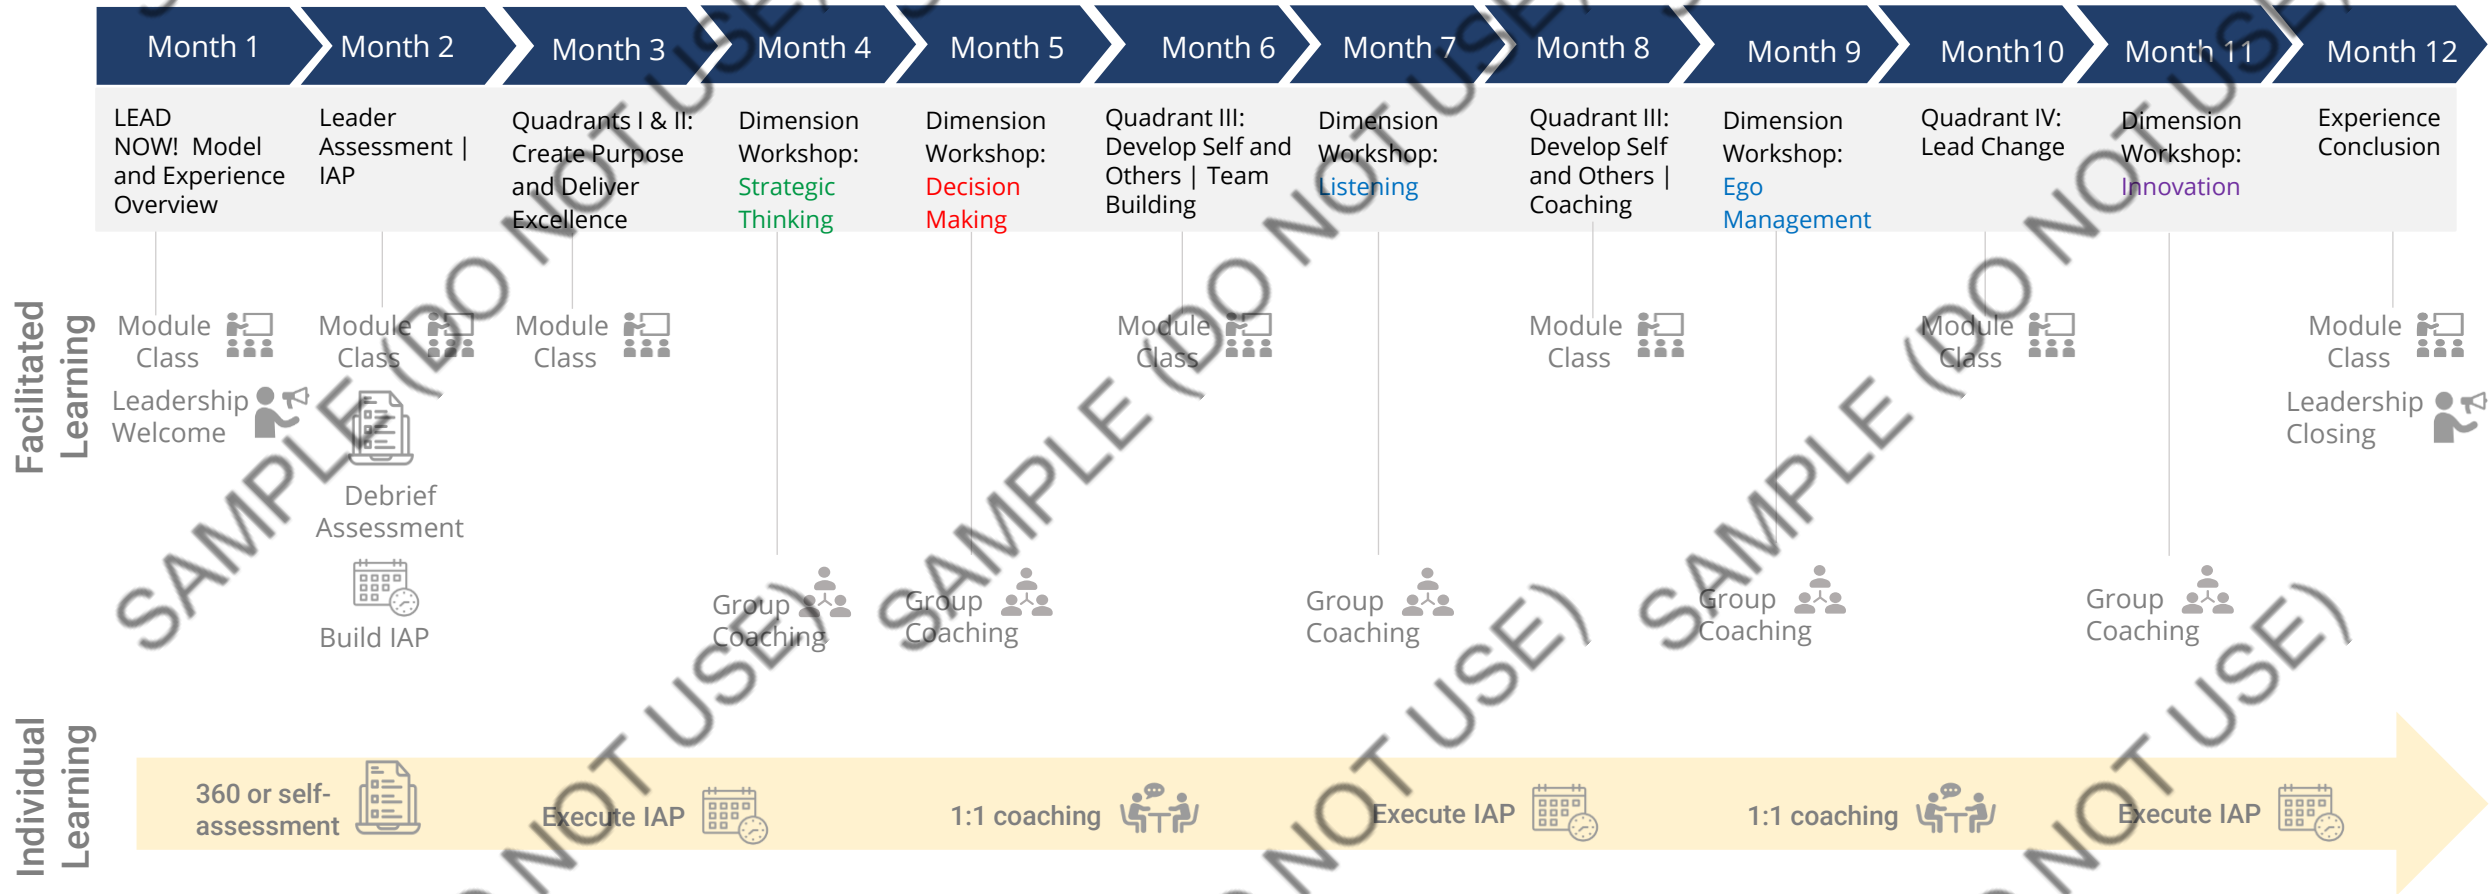 Month 1
Month 2
Month 3
Month 4
Month 5
Month 6
Month 7
Month 8
Month 9
Month10
Month 11
Month 12
LEAD
NOW!  Model
and Experience
Overview
Leader
Assessment |
IAP
Quadrants I & II:
Create Purpose
and Deliver
Excellence
Dimension
Workshop:
Strategic
Thinking
Dimension
Workshop:
Decision
Making
Quadrant III:
Develop Self and
Others | Team
Building
Dimension
Workshop:
Listening
Quadrant III:
Develop Self
and Others |
Coaching
Dimension
Workshop:
Ego
Management
Quadrant IV:
Lead Change
Dimension
Workshop:
Innovation
Experience
Conclusion
Facilitated
Learning
Module
Class
Leadership
Welcome
Module
Class
Debrief
Assessment
Build IAP
Module
Class
Group
Coaching
Group
Coaching
Module
Class
Group
Coaching
Module
Class
Group
Coaching
Module
Class
Group
Coaching
Module
Class
Leadership
Closing
Individual
Learning
360 or self-
assessment
Execute IAP
1:1 coaching
Execute IAP
1:1 coaching
Execute IAP
SAMPLE (DO NOT USE)
SAMPLE (DO NOT USE)
SAMPLE (DO NOT USE)
NOT USE)
NOT USE)
NOT USE)